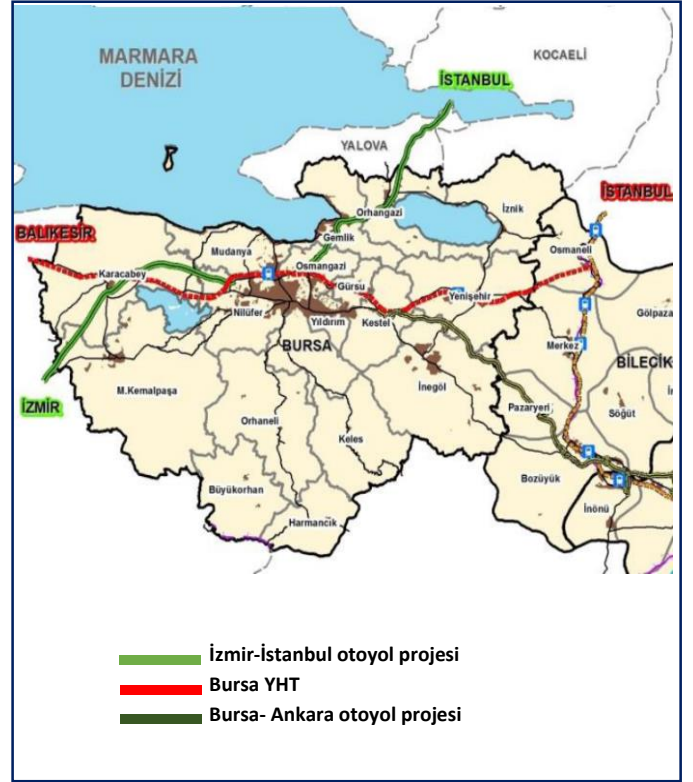 MARMARA
DENİZİ
KOCAELİ
İSTANBUL
YALOVA
İSTANBUL
Orhangazi
İznik
Gemlik
BALIKESİR
Mudanya
Osmaneli
Osmangazi
Karacabey
Gürsu
Yenişehir
Gölpaza
Nilüfer
Yıldırım
Kestel
BURSA
Merkez
BİLECİK
İnegöl
M.Kemalpaşa
Pazaryeri
İZMİR
Söğüt
Orhaneli
Keles
Bozüyük
Büyükorhan
İnönü
Harmancık
İzmir-İstanbul otoyol projesi
Bursa YHT
Bursa- Ankara otoyol projesi